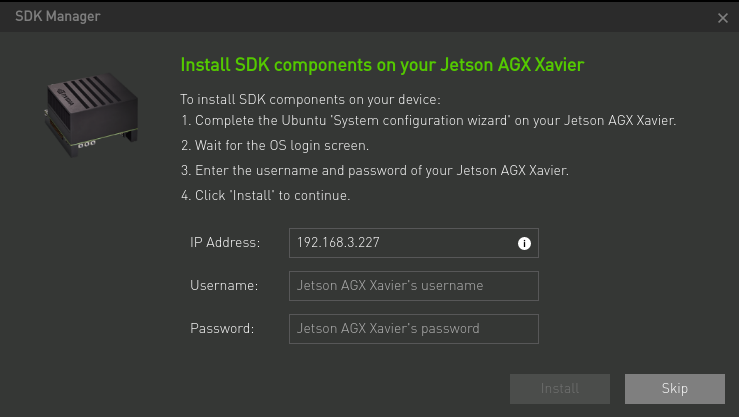 SDK Manager
Install SDK components on your Jetson AGX Xavier
To install SDK components on your device:
1. Complete the Ubuntu 'System configuration wizard' on your Jetson AGX Xavier.
2. Wait for the OS login screen.
3. Enter the username and password of your Jetson AGX Xavier.
4. Click 'Install' to continue.
IP Address: 192.168.3.227
Username: Jetson AGX Xavier's username
Password: Jetson AGX Xavier's password
Install Skip